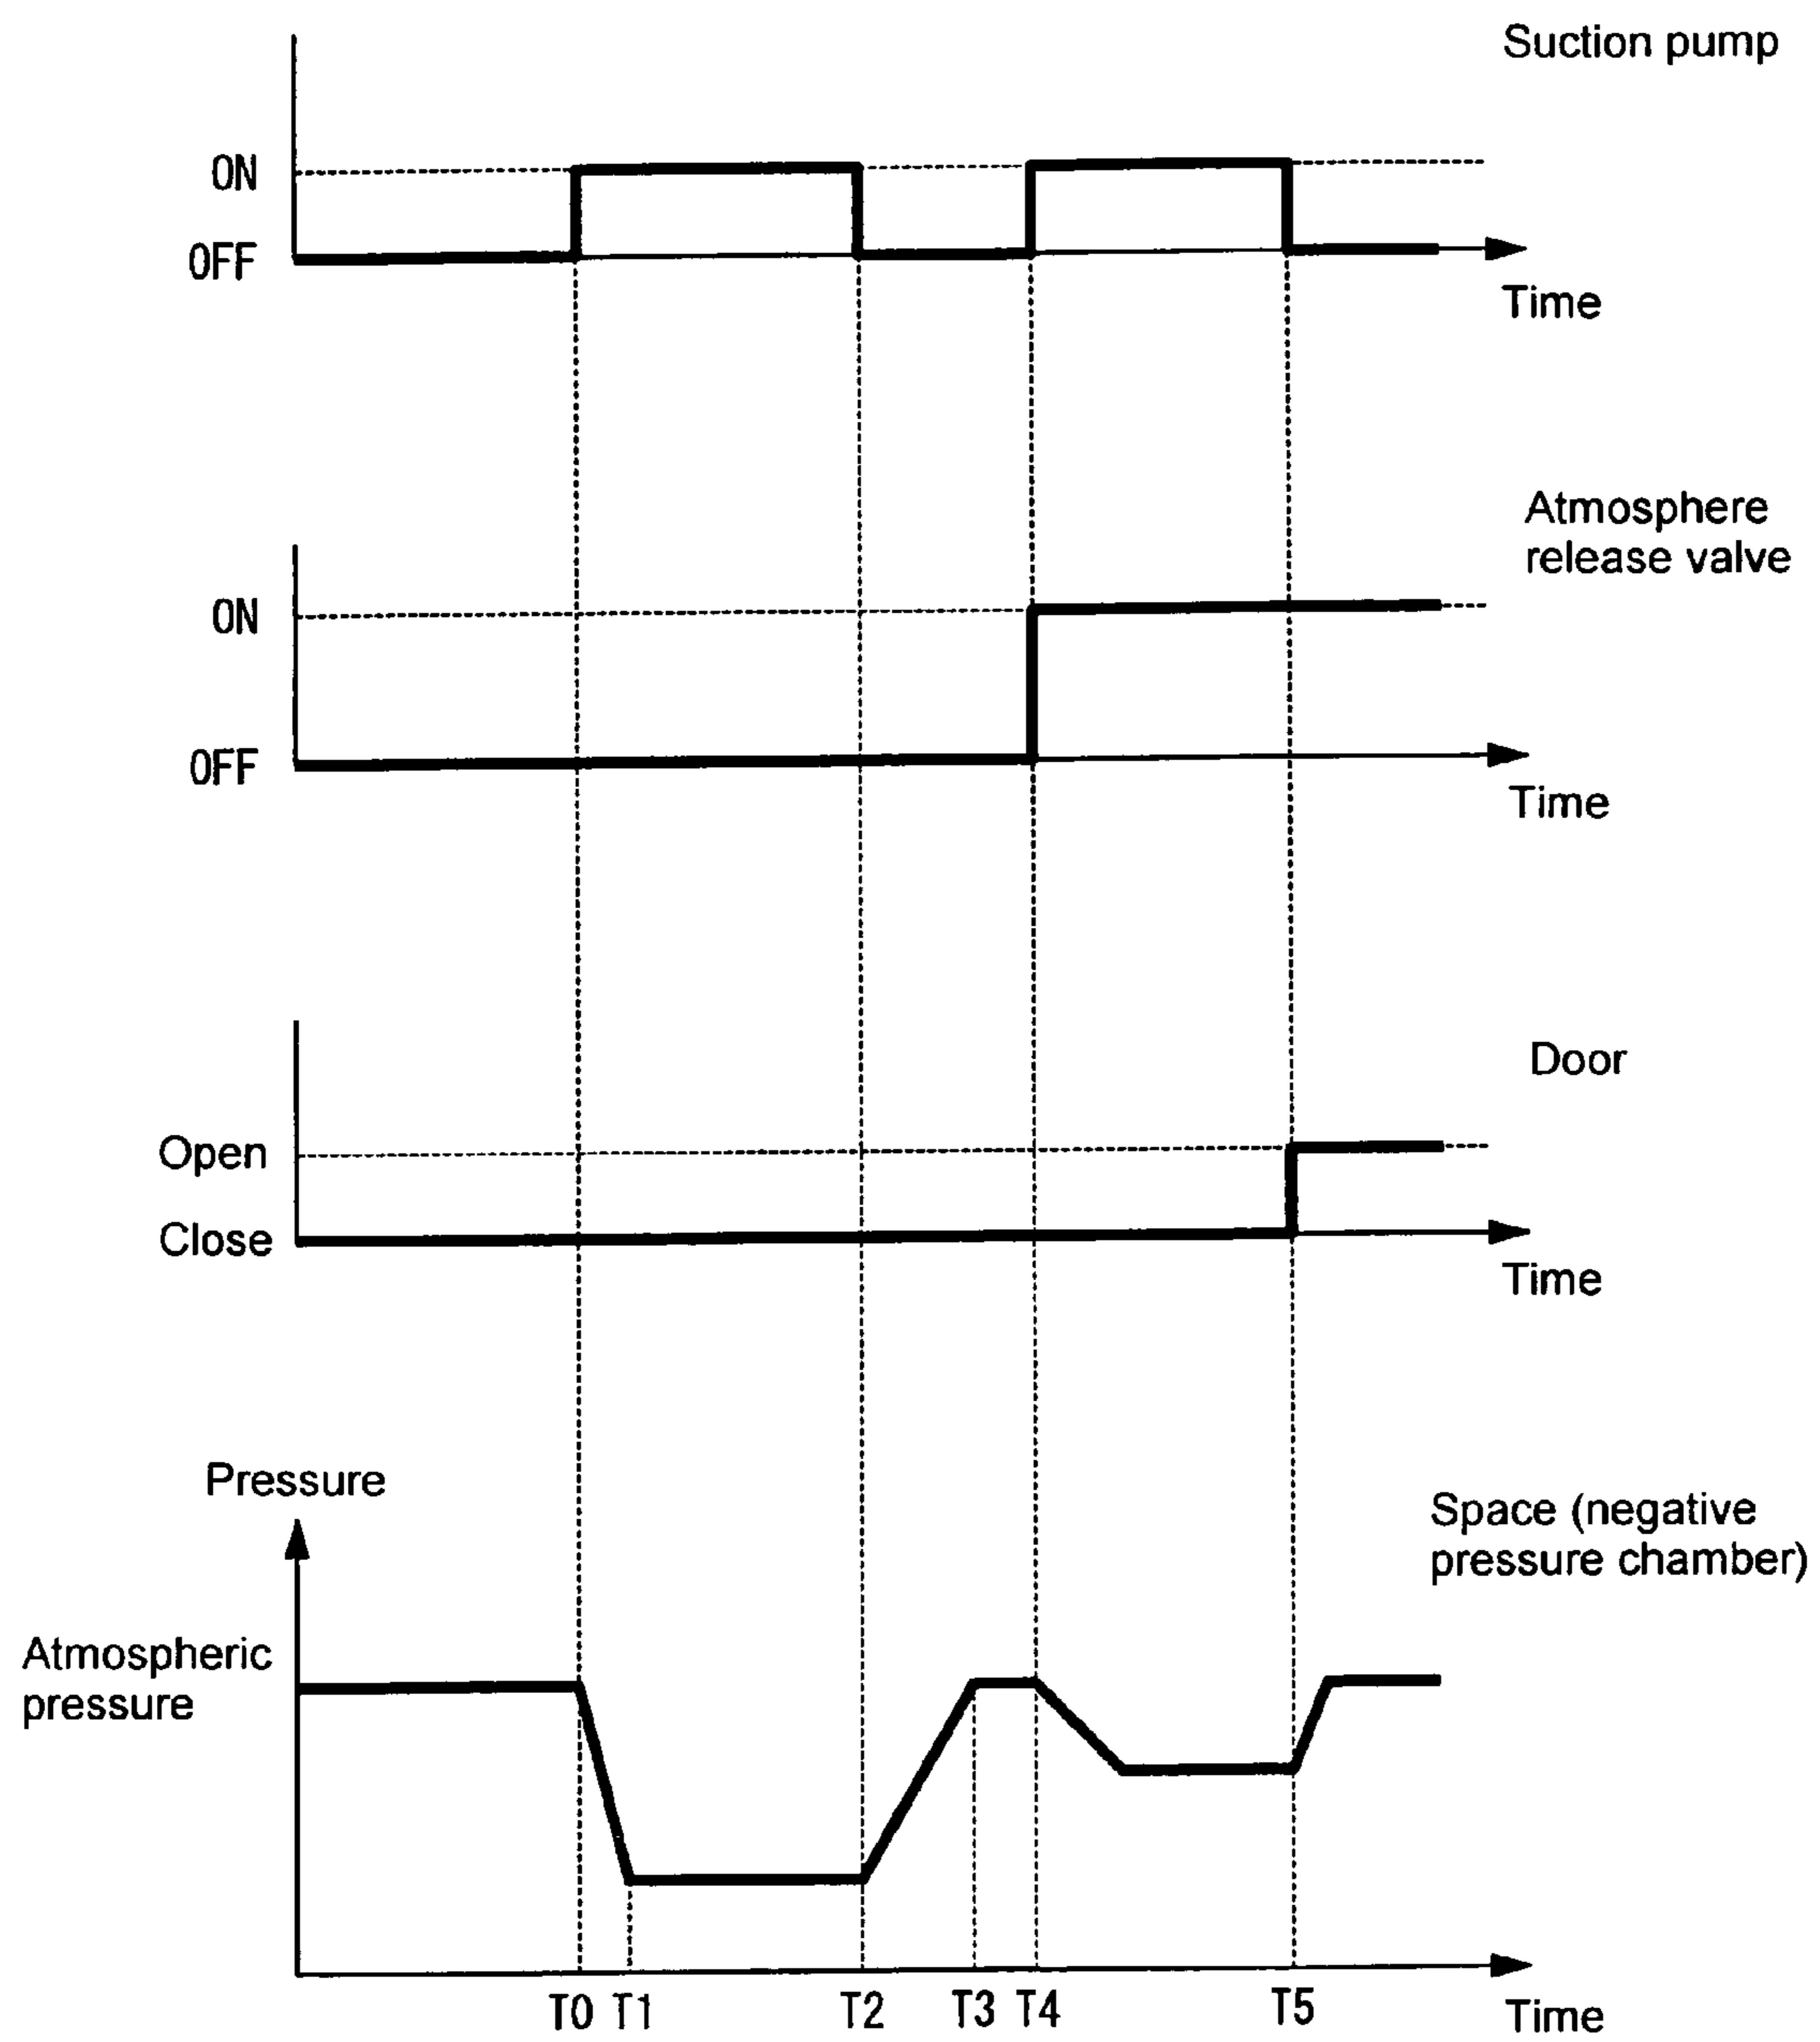 Suction pump
ON
OFF
Time
Atmosphere
release valve
ON
OFF
Time
Door
Open
Close
Time
Pressure
Space (negative
pressure chamber)
Atmospheric
pressure
T0 T1 T2 T3 T4 T5 Time